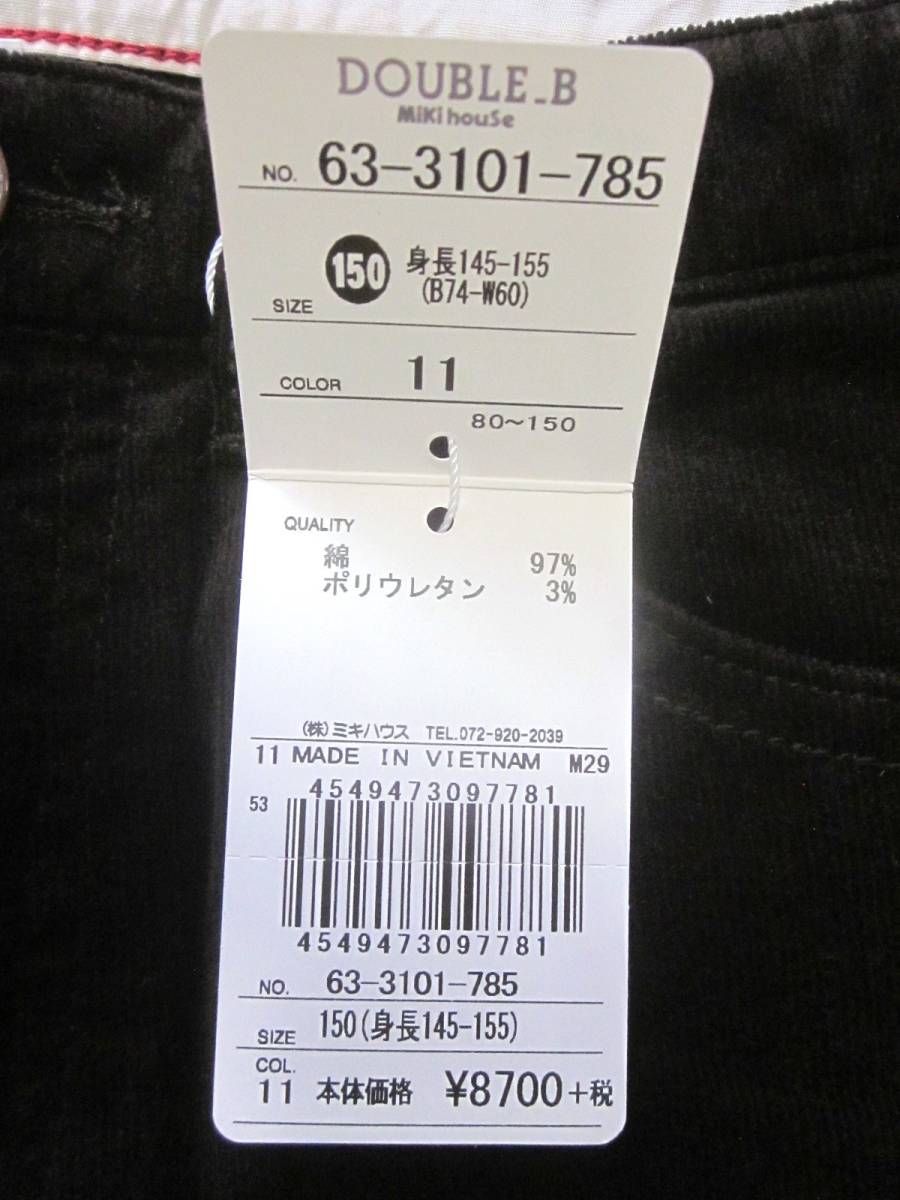 DOUBLE_B
MIKI HOUSE
NO. 63-3101-785
150 身長145-155
SIZE (B74-W60)
COLOR 11
80~150
QUALITY
綿 97%
ポリウレタン 3%
(株)ミキハウス TEL.072-920-2039
11 MADE IN VIETNAM M29
4549473097781
53
4549473097781
NO. 63-3101-785
SIZE 150(身長145-155)
COL.
11 本体価格 ¥8700+税